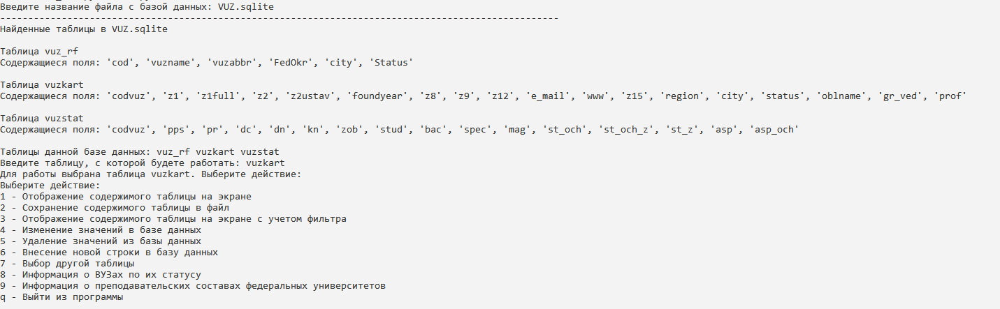 Введите название файла с базой данных: VUZ.sqlite
----------------------------------------------------------------------------------------------------
Найденные таблицы в VUZ.sqlite
Таблица vuz_rf
Содержащиеся поля: 'cod', 'vuzname', 'vuzabbr', 'FedOkr', 'city', 'Status'
Таблица vuzkart
Содержащиеся поля: 'codvuz', 'z1', 'z1full', 'z2', 'z2ustav', 'foundyear', 'z8', 'z9', 'z12', 'e_mail', 'www', 'z15', 'region', 'city', 'status', 'oblname', 'gr_ved', 'prof'
Таблица vuzstat
Содержащиеся поля: 'codvuz', 'pps', 'pr', 'dc', 'dn', 'kn', 'zob', 'stud', 'bac', 'spec', 'mag', 'st_och', 'st_och_z', 'st_z', 'asp', 'asp_och'
Таблицы данной базе данных: vuz_rf vuzkart vuzstat
Введите таблицу, с которой будете работать: vuzkart
Для работы выбрана таблица vuzkart. Выберите действие:
Выберите действие:
1 - Отображение содержимого таблицы на экране
2 - Сохранение содержимого таблицы в файл
3 - Отображение содержимого таблицы на экране с учетом фильтра
4 - Изменение значений в базе данных
5 - Удаление значений из базы данных
6 - Внесение новой строки в базу данных
7 - Выбор другой таблицы
8 - Информация о ВУЗах по их статусу
9 - Информация о преподавательских составах федеральных университетов
q - Выйти из программы